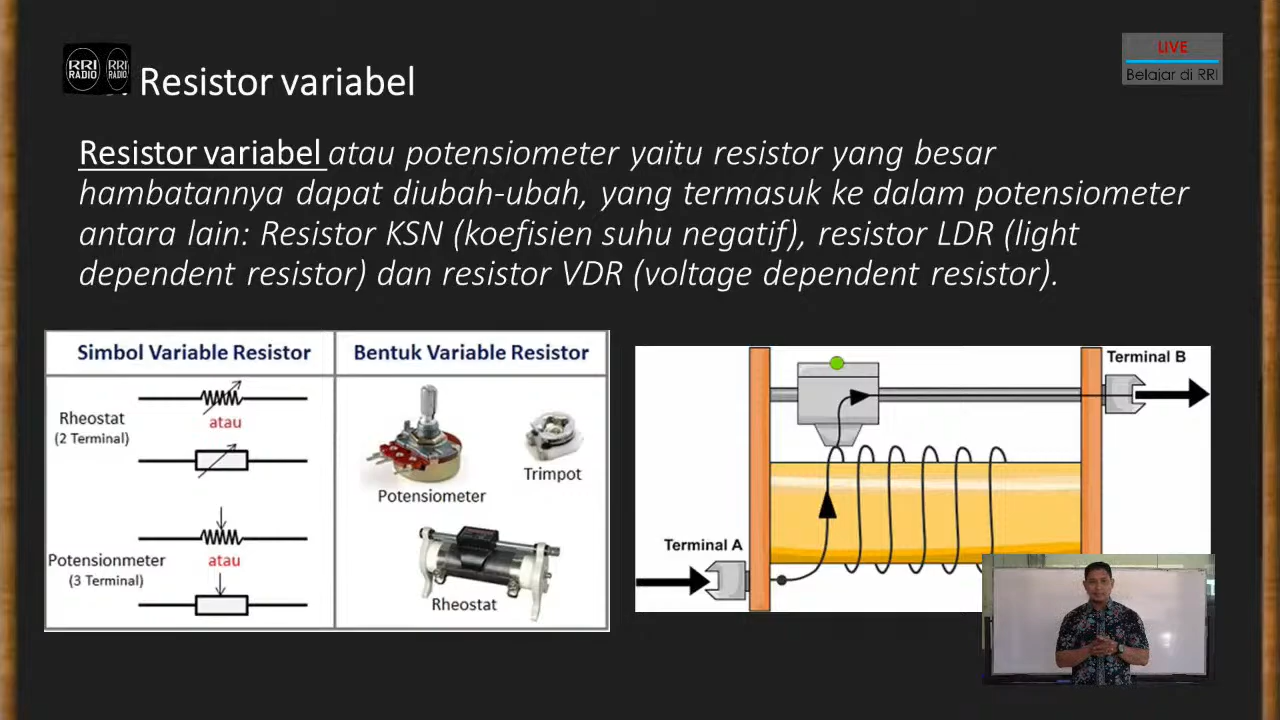 RRI RADIO RRI RADIO
LIVE
Belajar di RRI
Resistor variabel
Resistor variabel atau potensiometer yaitu resistor yang besar
hambatannya dapat diubah-ubah, yang termasuk ke dalam potensiometer
antara lain: Resistor KSN (koefisien suhu negatif), resistor LDR (light
dependent resistor) dan resistor VDR (voltage dependent resistor).
Simbol Variable Resistor
Bentuk Variable Resistor
Rheostat
(2 Terminal)
atau
Potensionmeter
(3 Terminal)
atau
Potensiometer
Trimpot
Rheostat
Terminal B
Terminal A